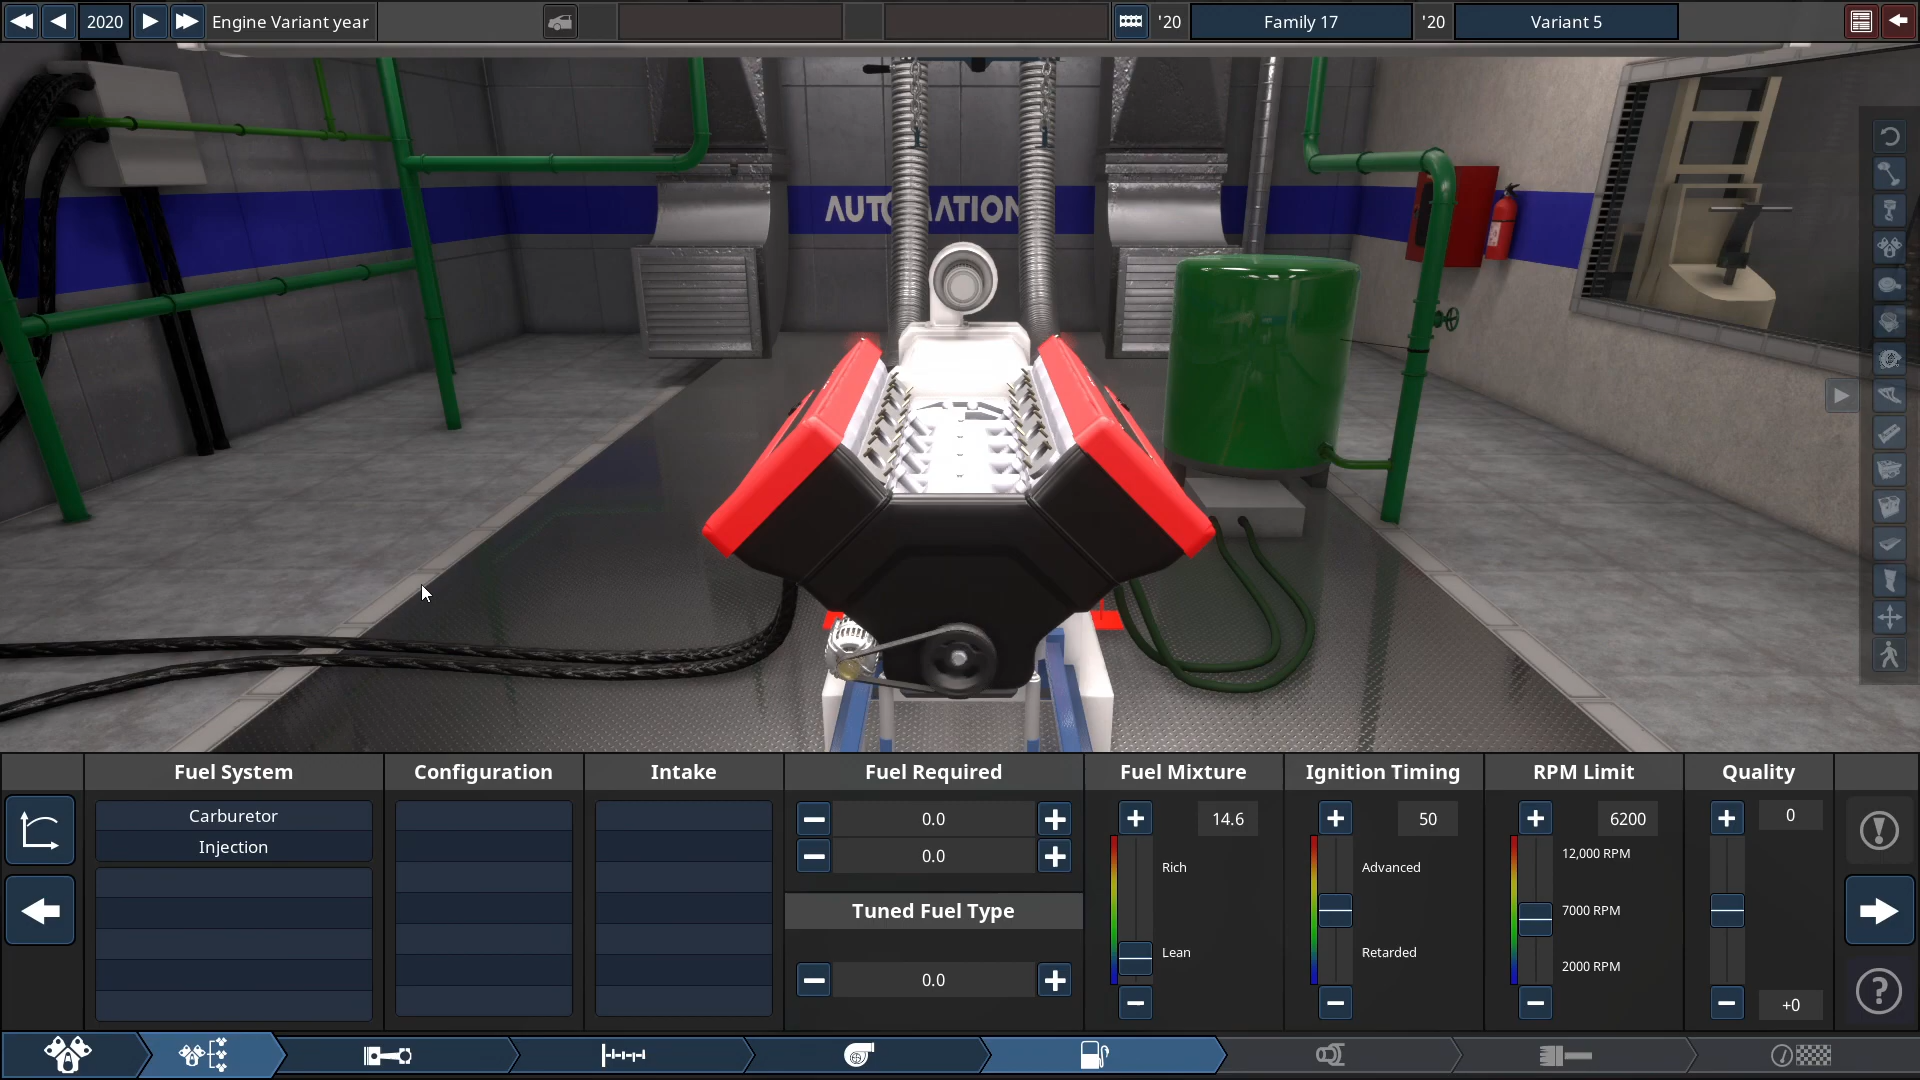 2020
Engine Variant year
'20
Family 17
'20
Variant 5
AUTOMATION
Fuel System
Carburetor
Injection
Configuration
Intake
Fuel Required
0.0
0.0
Tuned Fuel Type
0.0
Fuel Mixture
14.6
Rich
Lean
Ignition Timing
50
Advanced
Retarded
RPM Limit
6200
12,000 RPM
7000 RPM
2000 RPM
Quality
0
+0